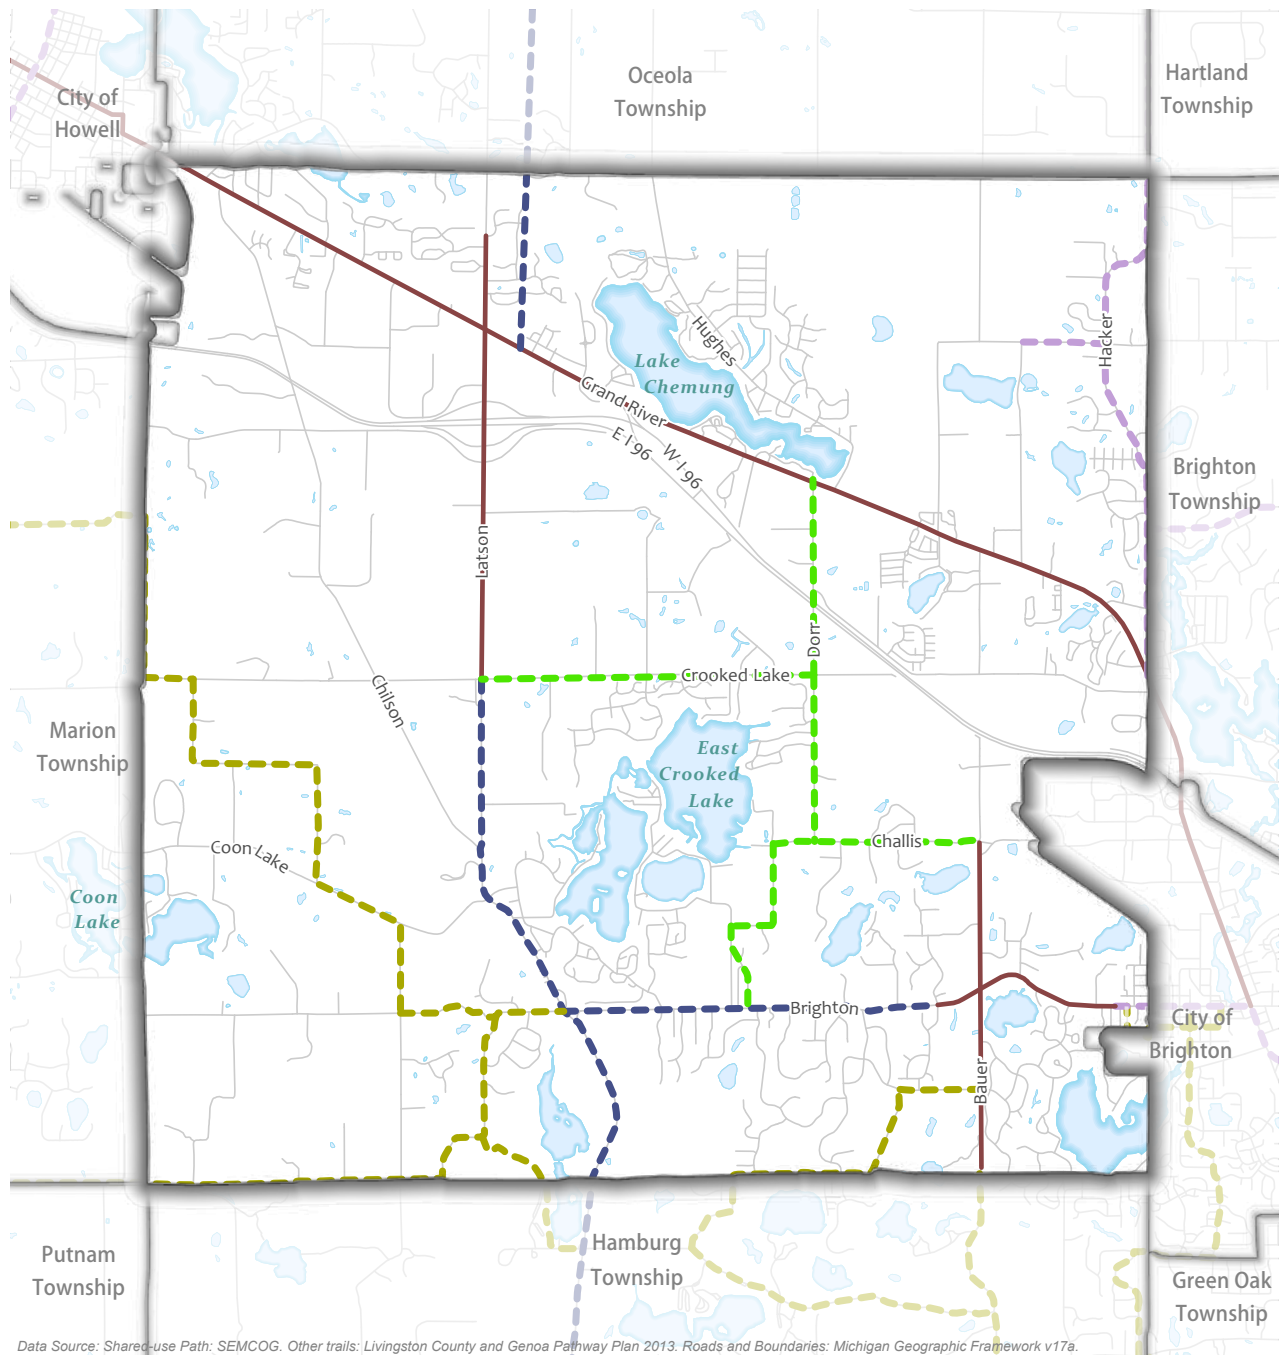 Oceola
Township
Hartland
Township
City of
Howell
Hacker
Hughes
Lake
Chemung
Grand River
E I 96
W I 96
Brighton
Township
Latson
Dorr
Crooked Lake
Chilson
Marion
Township
East
Crooked
Lake
Challis
Coon Lake
Coon
Lake
Brighton
City of
Brighton
Bauer
Putnam
Township
Hamburg
Township
Green Oak
Township
Data Source: Shared-use Path: SEMCOG. Other trails: Livingston County and Genoa Pathway Plan 2013. Roads and Boundaries: Michigan Geographic Framework v17a.